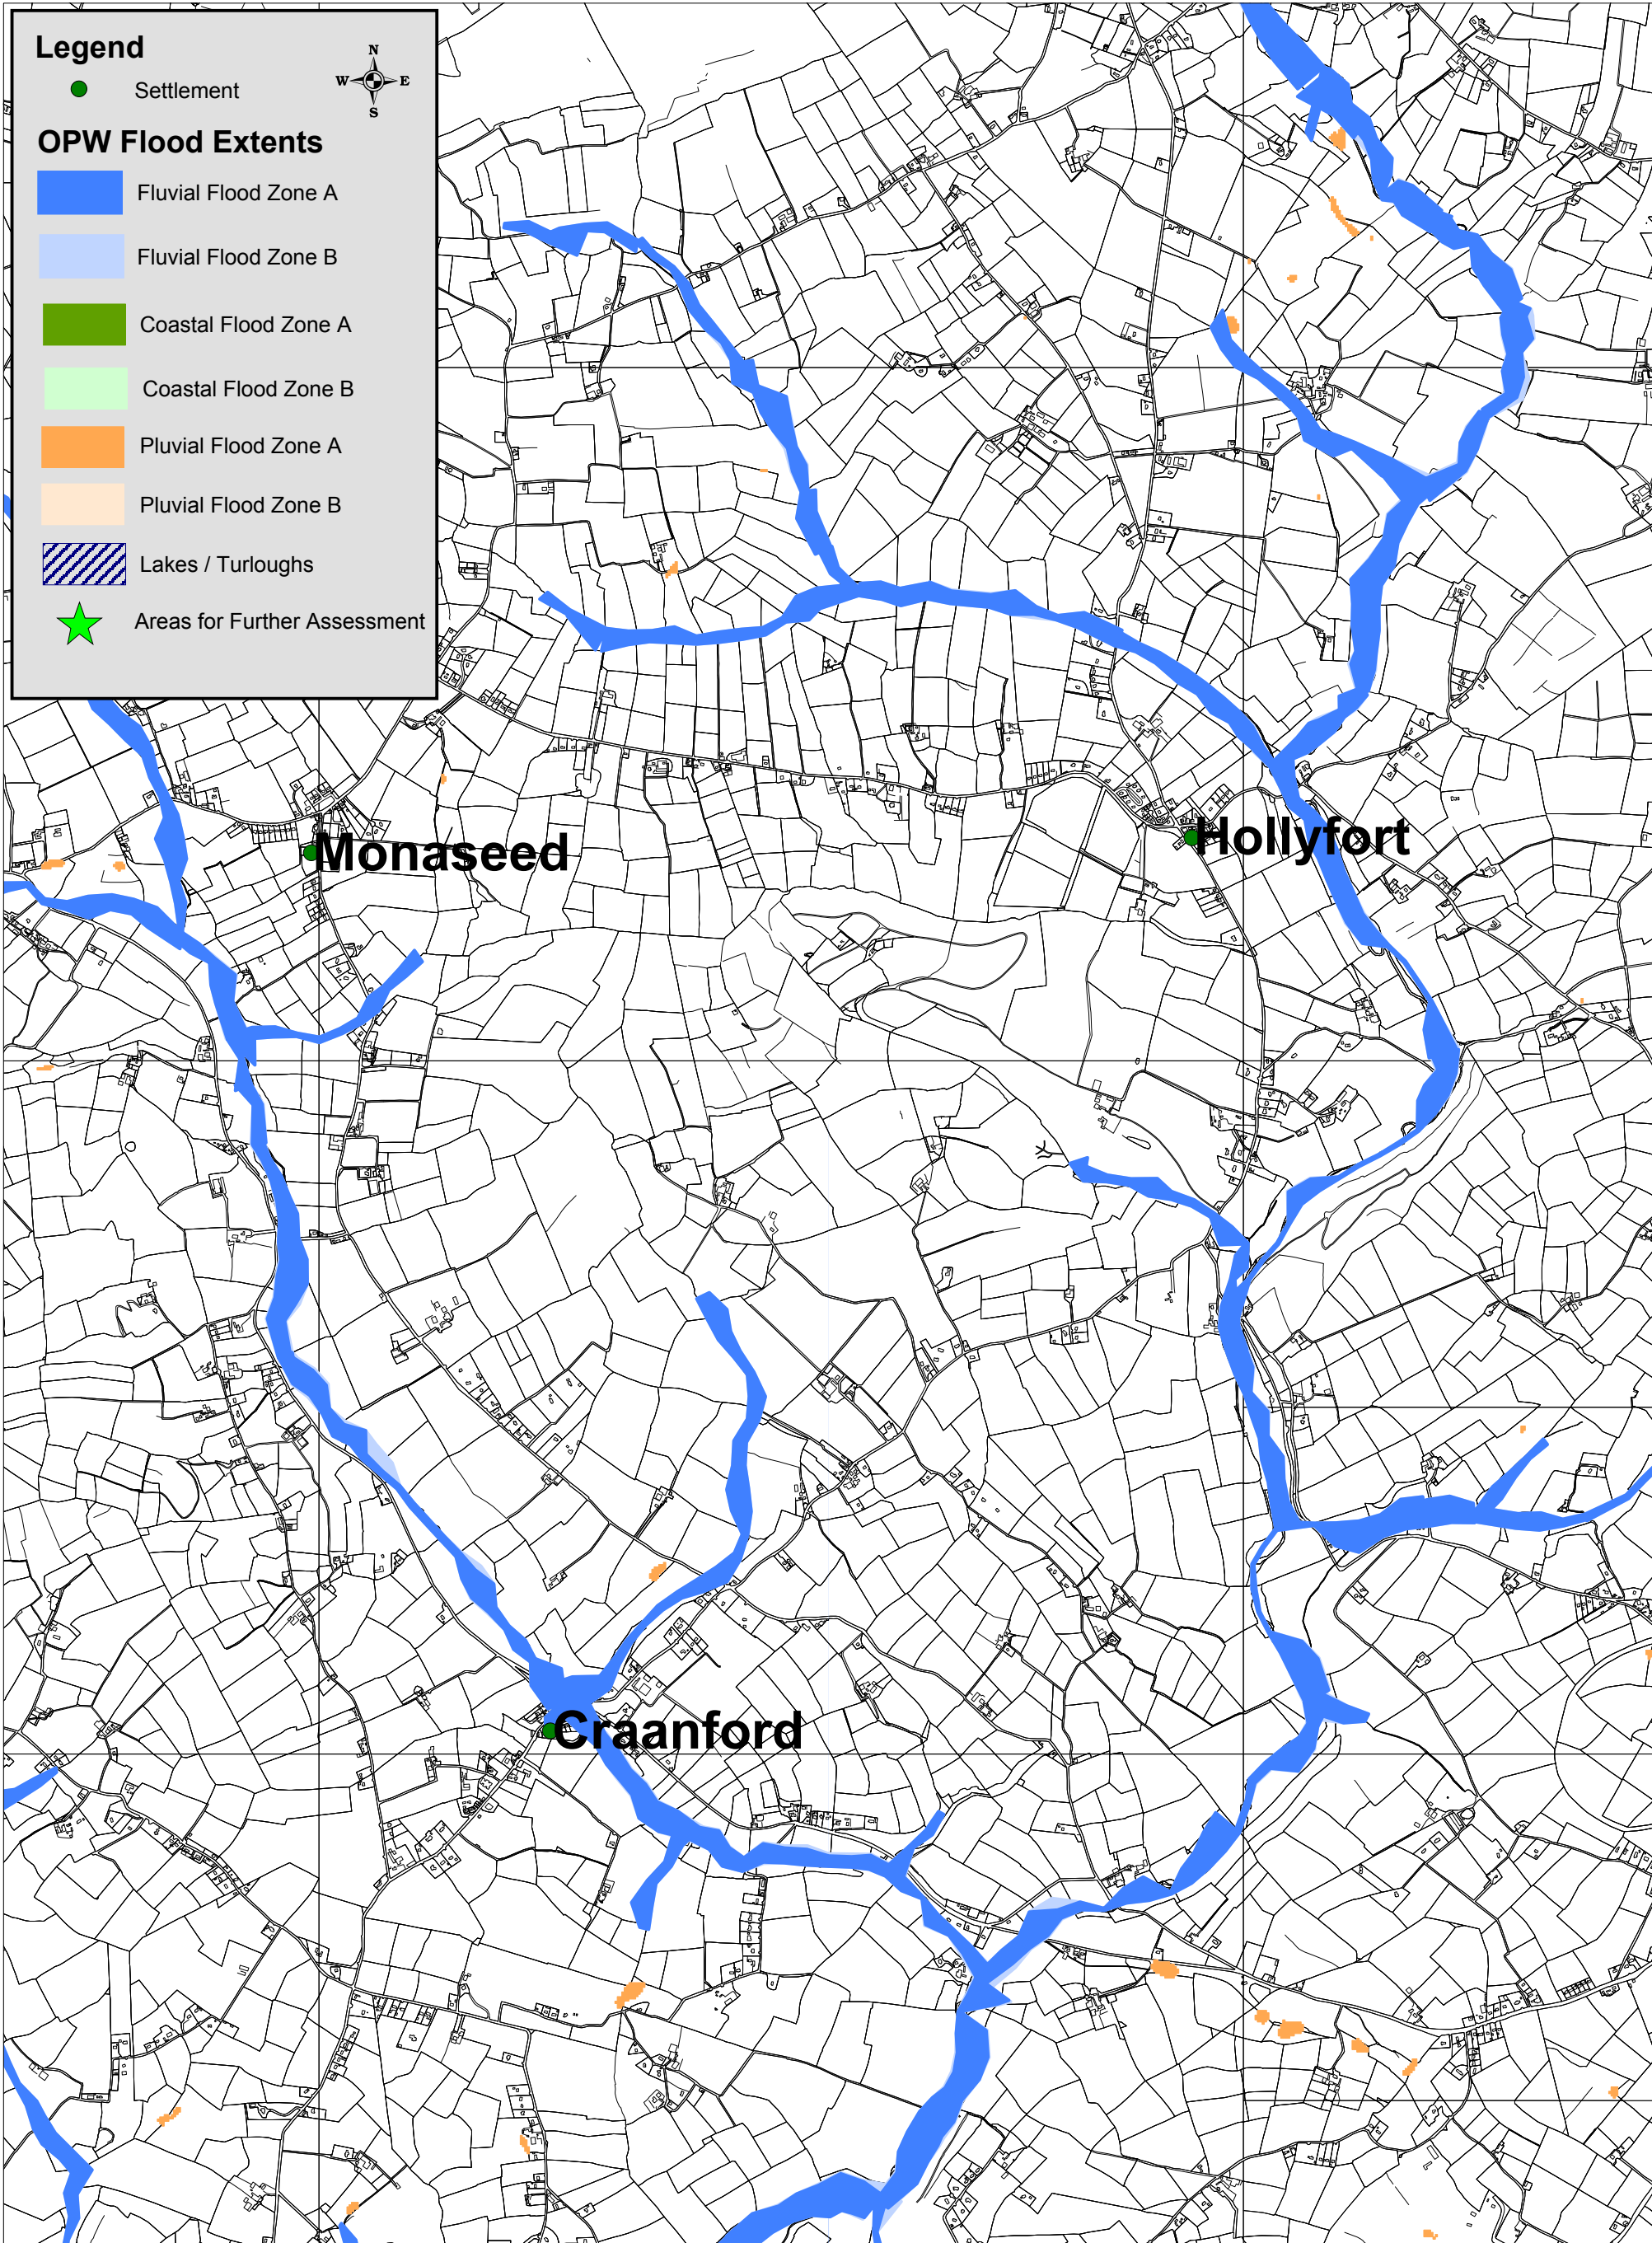 Legend
N
W E
S
Settlement
OPW Flood Extents
Fluvial Flood Zone A
Fluvial Flood Zone B
Coastal Flood Zone A
Coastal Flood Zone B
Pluvial Flood Zone A
Pluvial Flood Zone B
Lakes / Turloughs
Areas for Further Assessment
Hollyfort
Monaseed
Craanford